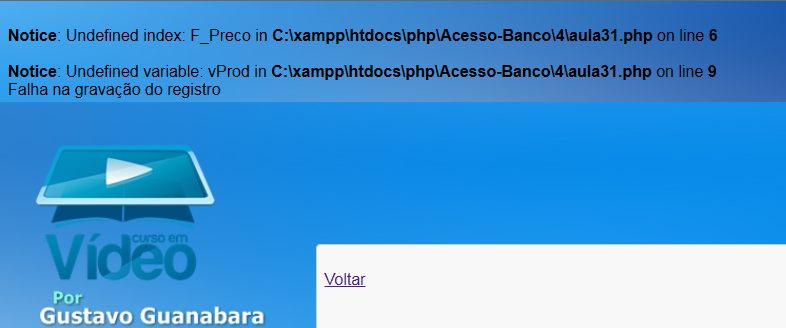 Notice: Undefined index: F_Preco in C:\xampp\htdocs\php\Acesso-Banco\4\aula31.php on line 6
Notice: Undefined variable: vProd in C:\xampp\htdocs\php\Acesso-Banco\4\aula31.php on line 9
Falha na gravação do registro
curso em
Vídeo
Por
Gustavo Guanabara
Voltar